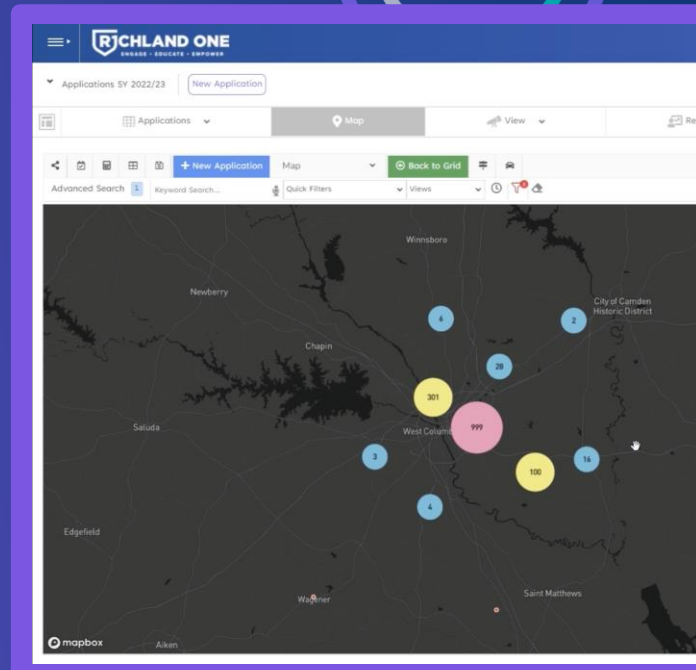 RICHLAND ONE
ENGAGE - EDUCATE - EMPOWER
Applications SY 2022/23 New Application
Applications Map View Re
+ New Application Map Back to Grid
Advanced Search 1 Keyword Search... Quick Filters Views
Winnsboro
Newberry
City of Camden
Historic District
6
2
Chapin
28
301
Saluda
West Colum
999
3
16
100
4
Edgefield
Wagener
Saint Matthews
mapbox
Aiken